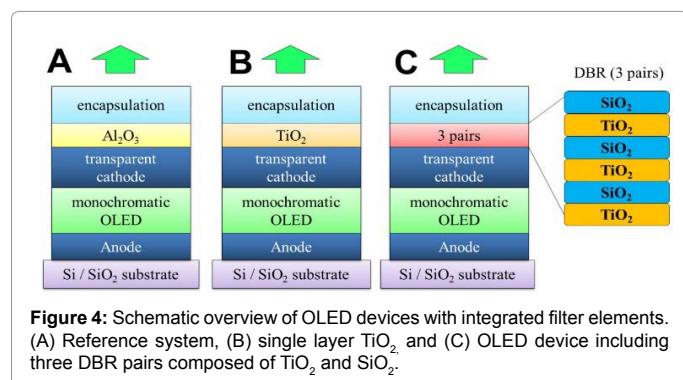 A
B
C
DBR (3 pairs)
encapsulation
Al₂O₃
transparent
cathode
monochromatic
OLED
Anode
Si / SiO₂ substrate
encapsulation
TiO₂
transparent
cathode
monochromatic
OLED
Anode
Si / SiO₂ substrate
encapsulation
3 pairs
transparent
cathode
monochromatic
OLED
Anode
Si / SiO₂ substrate
SiO₂
TiO₂
SiO₂
TiO₂
SiO₂
TiO₂
Figure 4: Schematic overview of OLED devices with integrated filter elements.
(A) Reference system, (B) single layer TiO₂, and (C) OLED device including
three DBR pairs composed of TiO₂ and SiO₂.